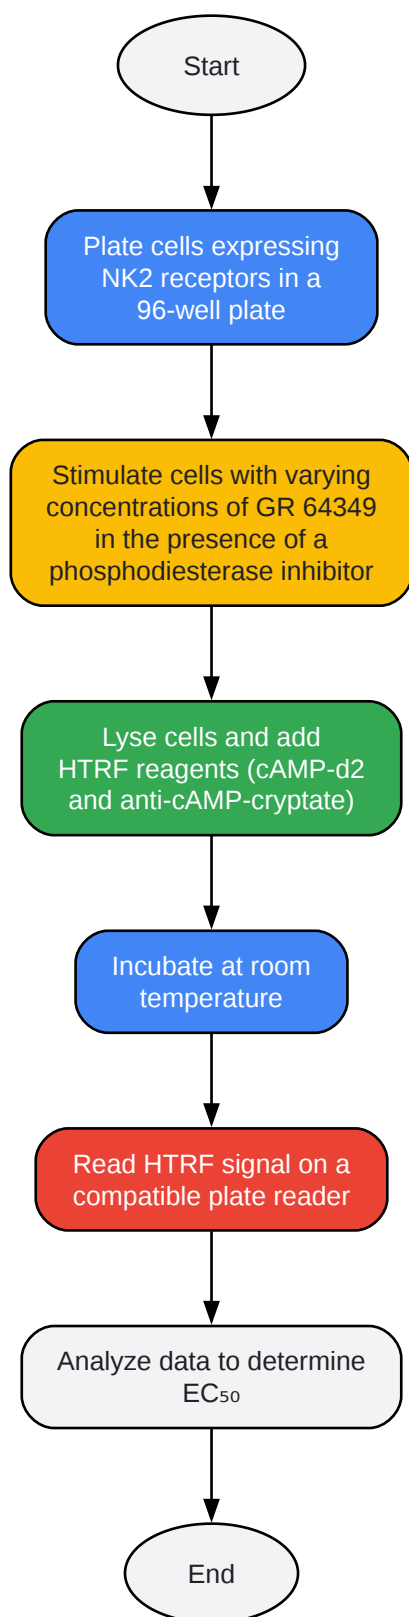 Start
Plate cells expressing
NK2 receptors in a
96-well plate
Stimulate cells with varying
concentrations of GR 64349
in the presence of a
phosphodiesterase inhibitor
Lyse cells and add
HTRF reagents (cAMP-d2
and anti-cAMP-cryptate)
Incubate at room
temperature
Read HTRF signal on a
compatible plate reader
Analyze data to determine
EC₅₀
End